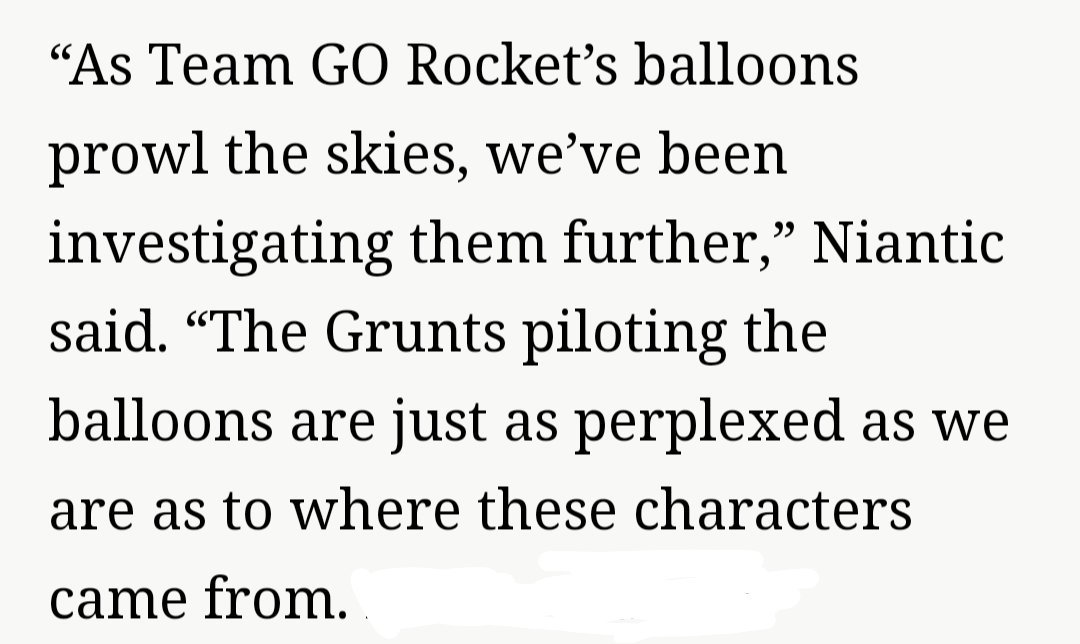 “As Team GO Rocket’s balloons
prowl the skies, we’ve been
investigating them further,” Niantic
said. “The Grunts piloting the
balloons are just as perplexed as we
are as to where these characters
came from.